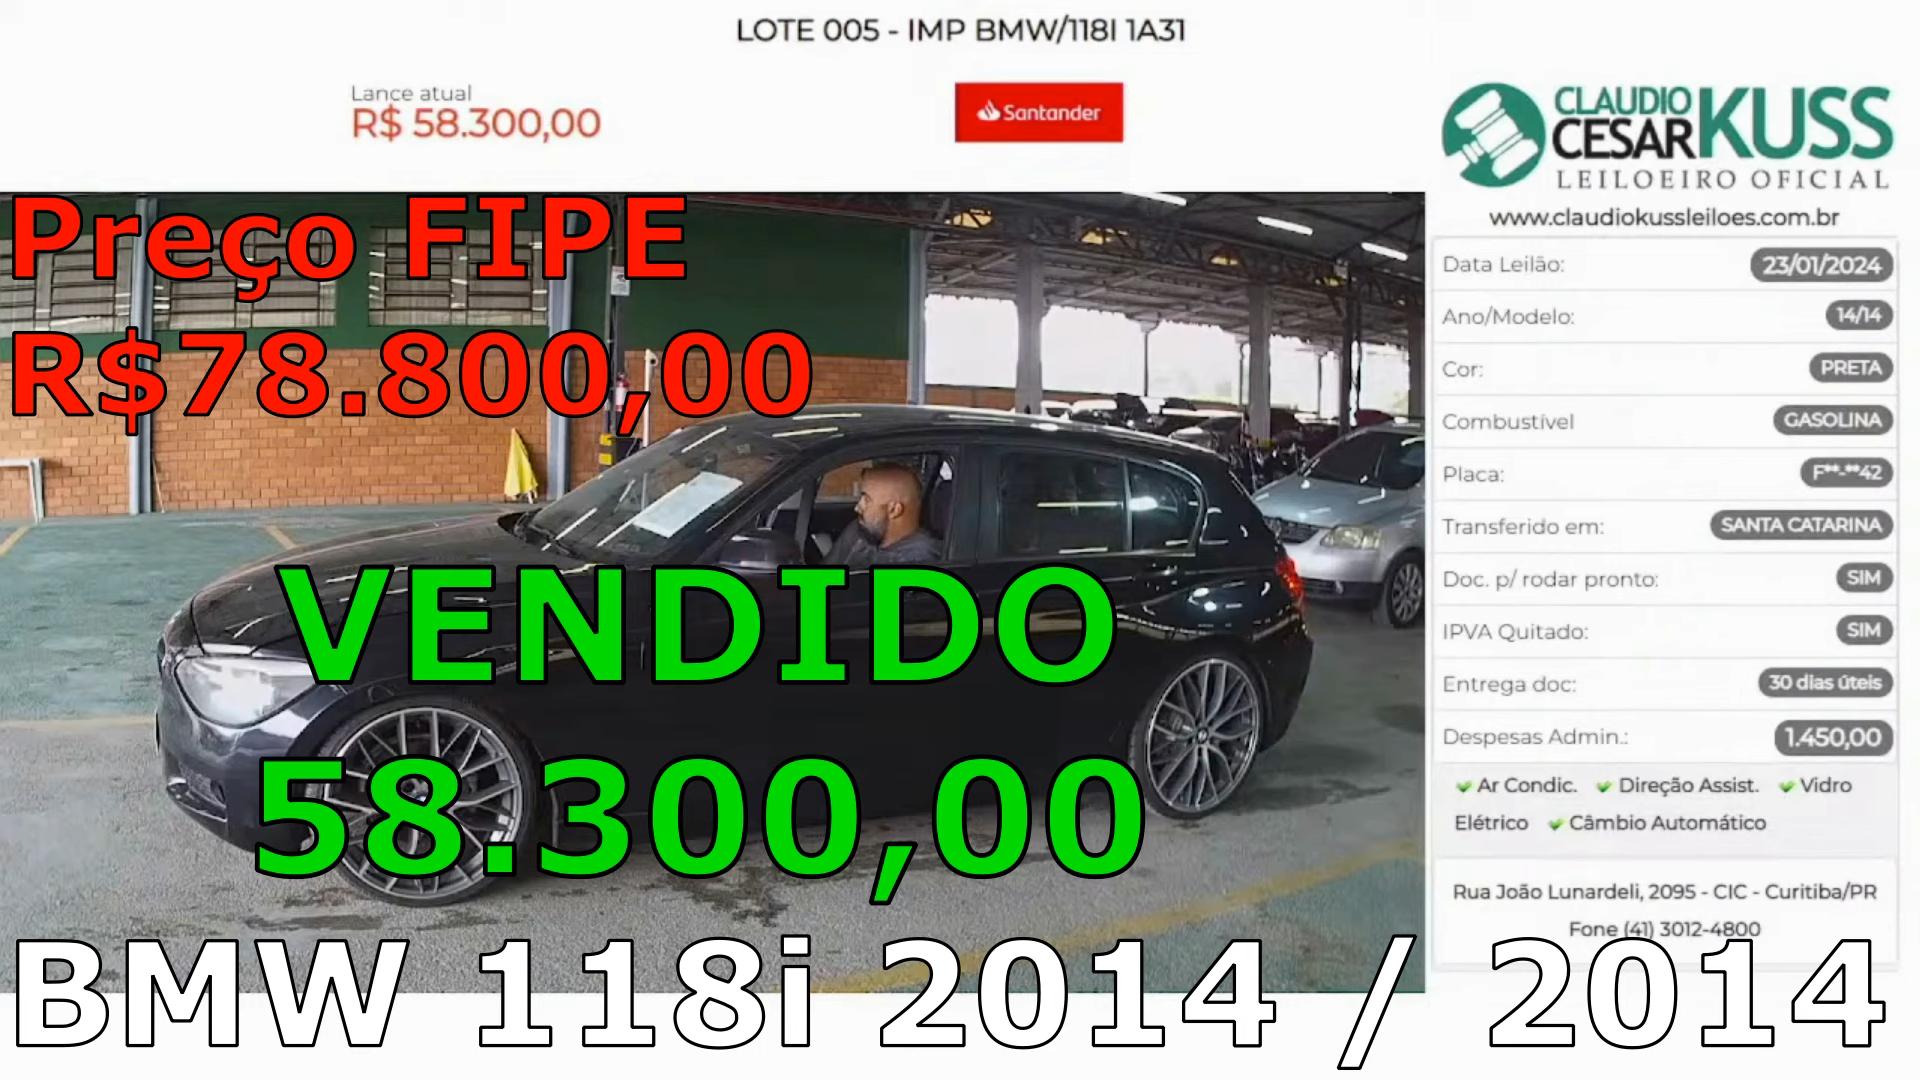 LOTE 005 - IMP BMW/118I 1A31
Lance atual
R$ 58.300,00
Santander
CLAUDIO
CESAR KUSS
LEILOEIRO OFICIAL
www.claudiokussleiloes.com.br
Preço FIPE
R$78.800,00
VENDIDO
58.300,00
Data Leilão: 23/01/2024
Ano/Modelo: 14/14
Cor: PRETA
Combustível GASOLINA
Placa: F**-**42
Transferido em: SANTA CATARINA
Doc. p/ rodar pronto: SIM
IPVA Quitado: SIM
Entrega doc: 30 dias úteis
Despesas Admin.: 1.450,00
Ar Condic. Direção Assist. Vidro
Elétrico Câmbio Automático
Rua João Lunardeli, 2095 - CIC - Curitiba/PR
Fone (41) 3012-4800
BMW 118i 2014 / 2014